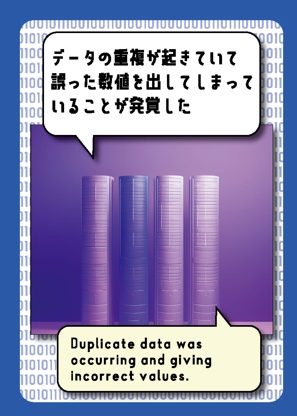 データの重複が起きていて
誤った数値を出してしまって
いることが発覚した
Duplicate data was
occurring and giving
incorrect values.